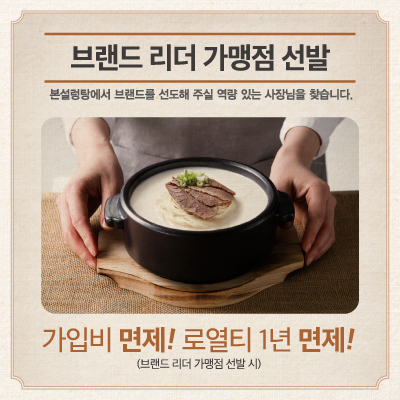 브랜드 리더 가맹점 선발
본설렁탕에서 브랜드를 선도해 주실 역량 있는 사장님을 찾습니다.
가입비 면제! 로열티 1년 면제!
(브랜드 리더 가맹점 선발 시)